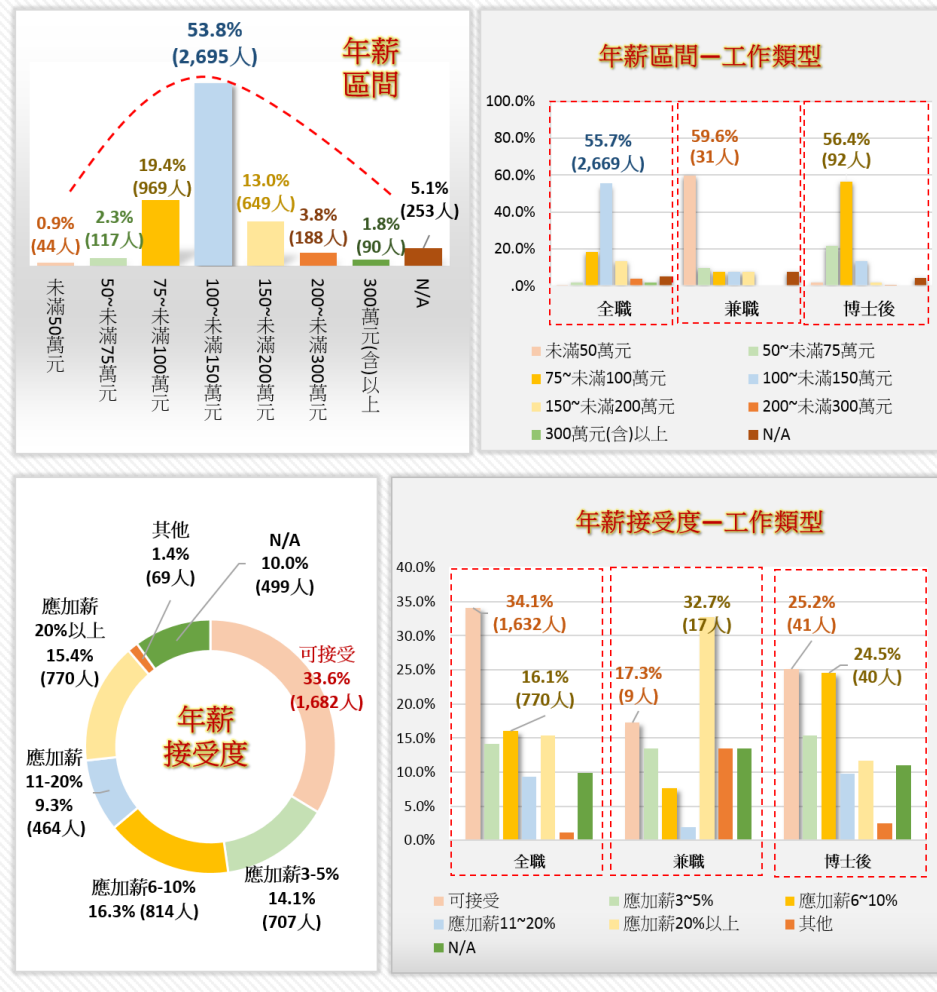 年薪
區間
53.8%
(2,695人)
19.4%
(969人)
13.0%
(649人)
5.1%
(253人)
0.9%
(44人)
2.3%
(117人)
3.8%
(188人)
1.8%
(90人)
未滿50萬元
50~未滿75萬元
75~未滿100萬元
100~未滿150萬元
150~未滿200萬元
200~未滿300萬元
300萬元(含)以上
N/A
年薪區間－工作類型
100.0%
80.0%
60.0%
40.0%
20.0%
.0%
55.7%
(2,669人)
59.6%
(31人)
56.4%
(92人)
全職
兼職
博士後
未滿50萬元
50~未滿75萬元
75~未滿100萬元
100~未滿150萬元
150~未滿200萬元
200~未滿300萬元
300萬元(含)以上
N/A
年薪
接受度
其他
1.4%
(69人)
N/A
10.0%
(499人)
應加薪
20%以上
15.4%
(770人)
可接受
33.6%
(1,682人)
應加薪
11-20%
9.3%
(464人)
應加薪6-10%
16.3% (814人)
應加薪3-5%
14.1%
(707人)
年薪接受度－工作類型
40.0%
35.0%
30.0%
25.0%
20.0%
15.0%
10.0%
5.0%
0.0%
34.1%
(1,632人)
16.1%
(770人)
17.3%
(9人)
32.7%
(17人)
25.2%
(41人)
24.5%
(40人)
全職
兼職
博士後
可接受
應加薪3~5%
應加薪6~10%
應加薪11~20%
應加薪20%以上
其他
N/A